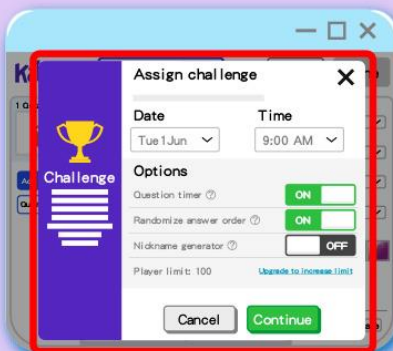 Assign challenge
Date
Time
Tue 1 Jun
9:00 AM
Challenge
Options
Question timer
ON
Randomize answer order
ON
Nickname generator
OFF
Player limit: 100
Upgrade to increase limit
Cancel
Continue